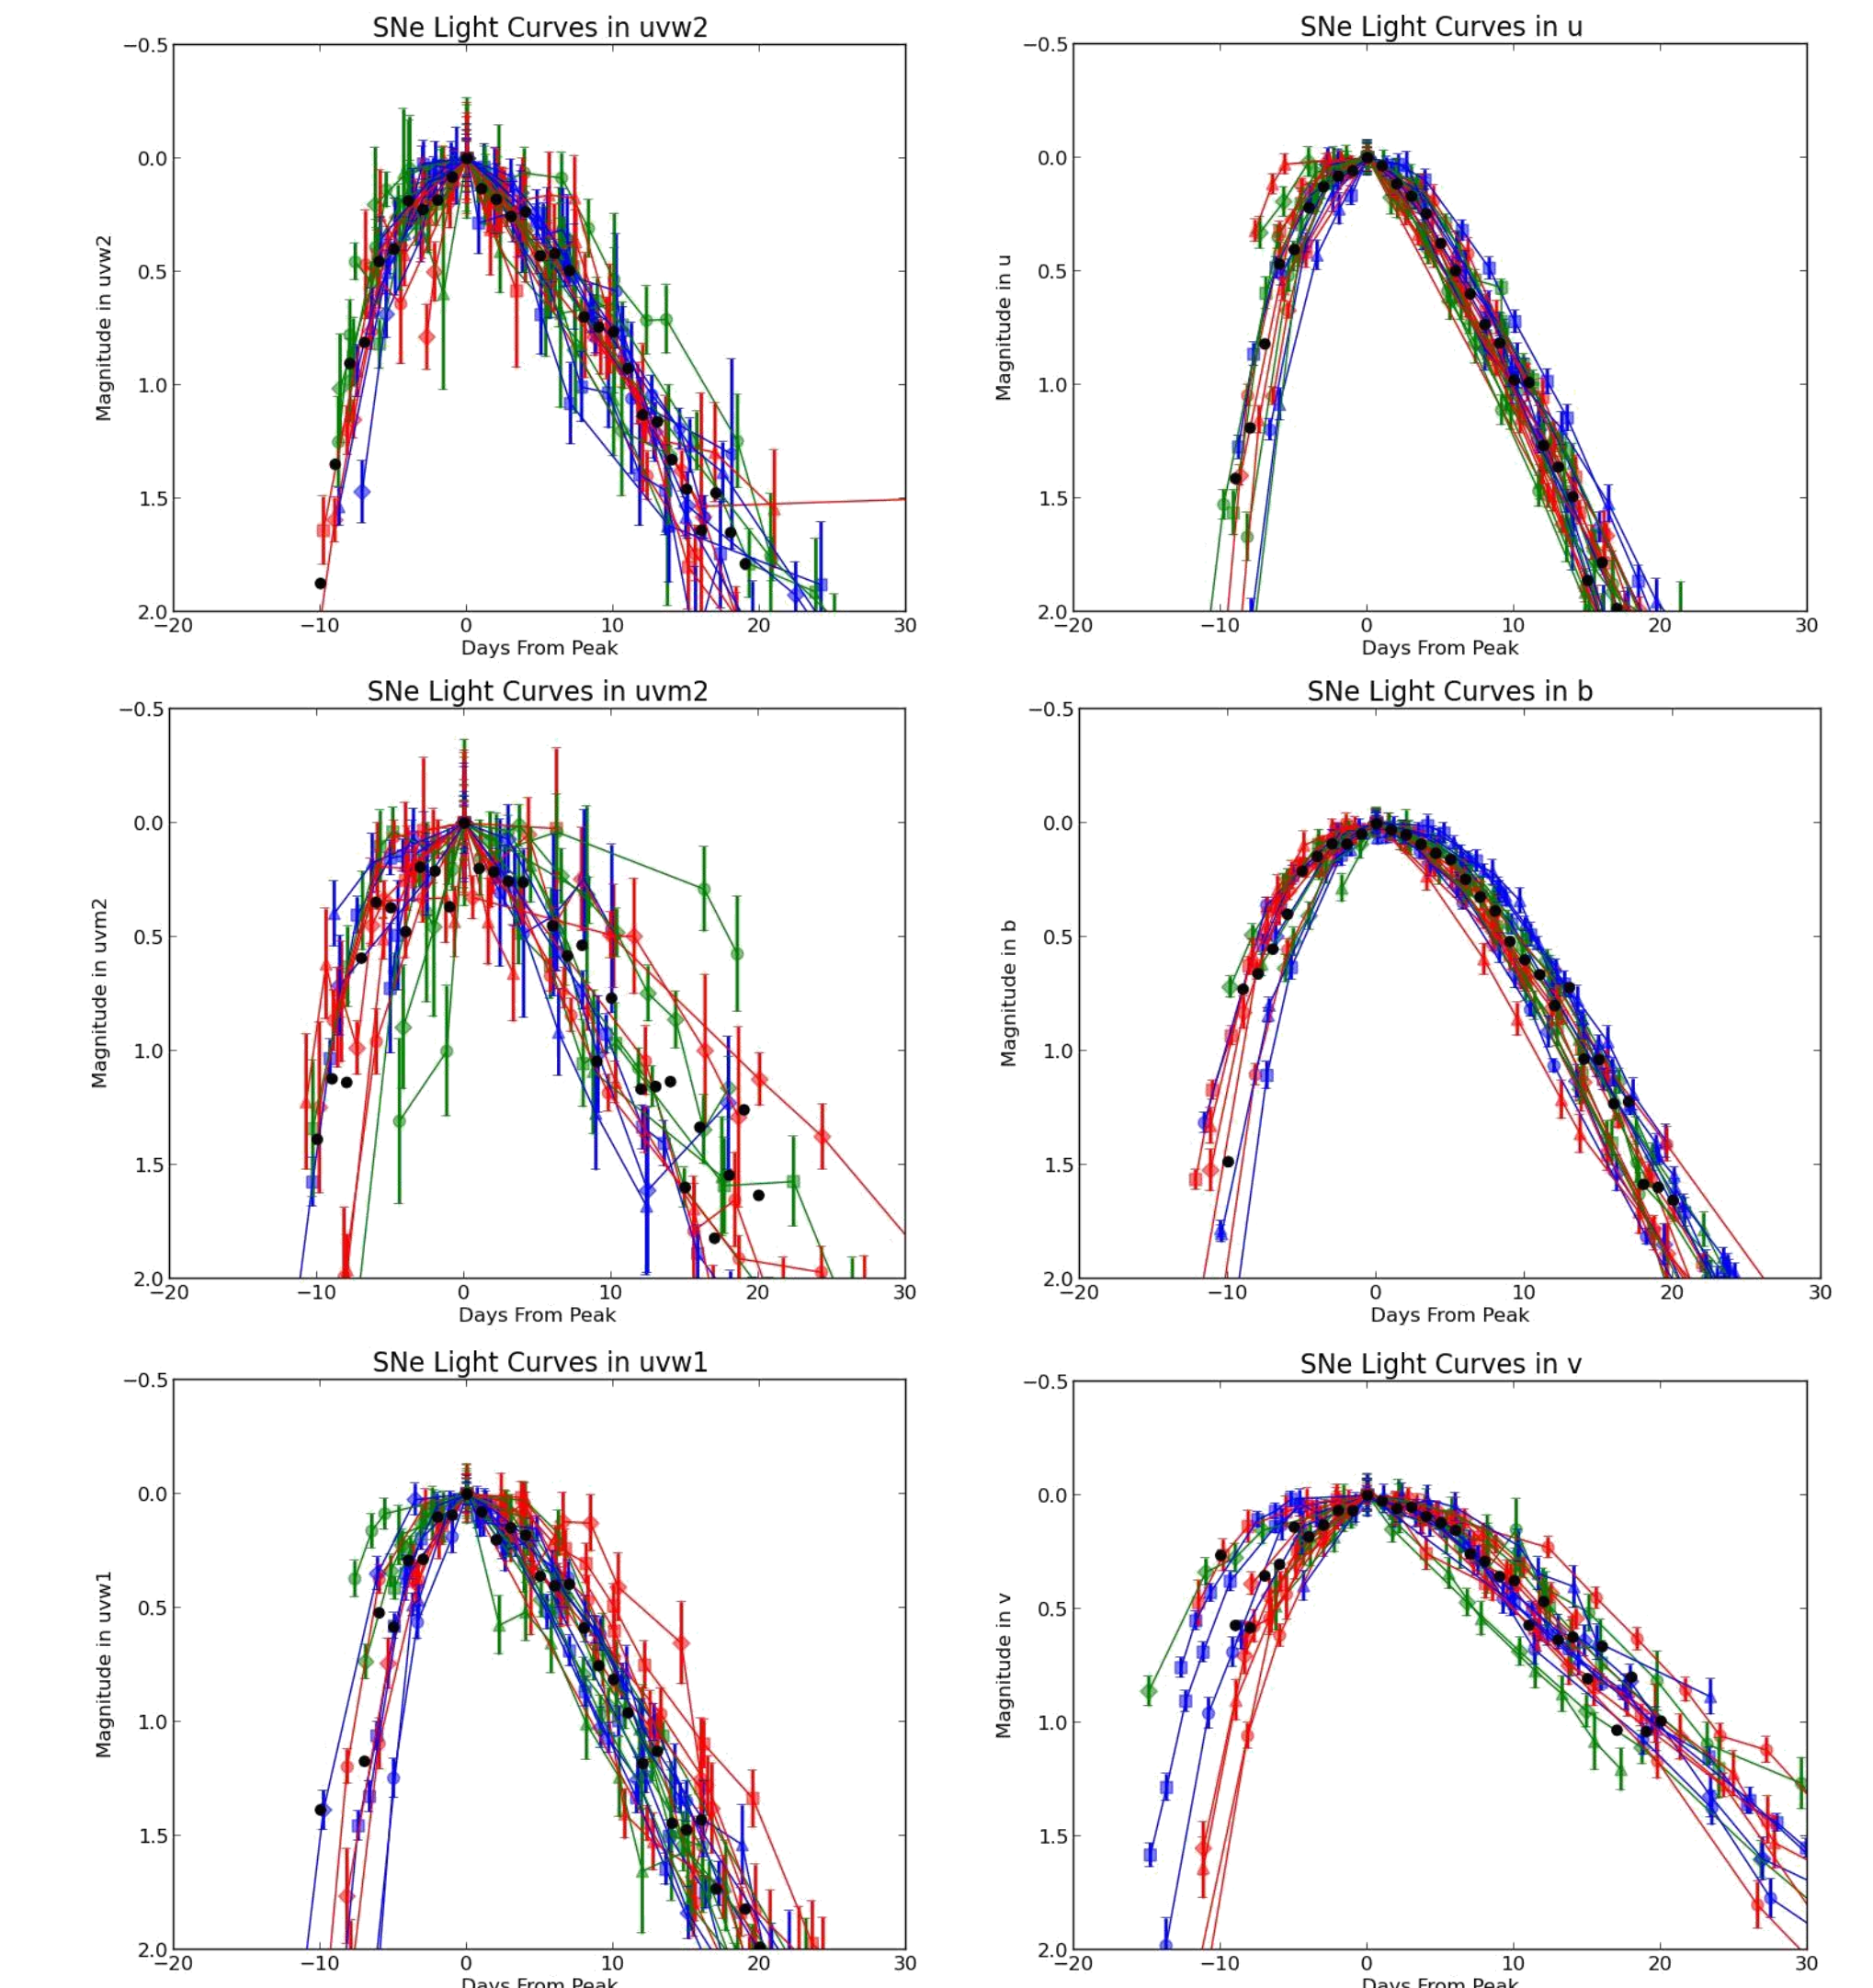 SNe Light Curves in uvw2
−0.5
0.0
0.5
1.0
1.5
2.0
Magnitude in uvw2
−20 −10 0 10 20 30
Days From Peak
SNe Light Curves in u
−0.5
0.0
0.5
1.0
1.5
2.0
Magnitude in u
−20 −10 0 10 20 30
Days From Peak
SNe Light Curves in uvm2
−0.5
0.0
0.5
1.0
1.5
2.0
Magnitude in uvm2
−20 −10 0 10 20 30
Days From Peak
SNe Light Curves in b
−0.5
0.0
0.5
1.0
1.5
2.0
Magnitude in b
−20 −10 0 10 20 30
Days From Peak
SNe Light Curves in uvw1
−0.5
0.0
0.5
1.0
1.5
2.0
Magnitude in uvw1
−20 −10 0 10 20 30
Days From Peak
SNe Light Curves in v
−0.5
0.0
0.5
1.0
1.5
2.0
Magnitude in v
−20 −10 0 10 20 30
Days From Peak